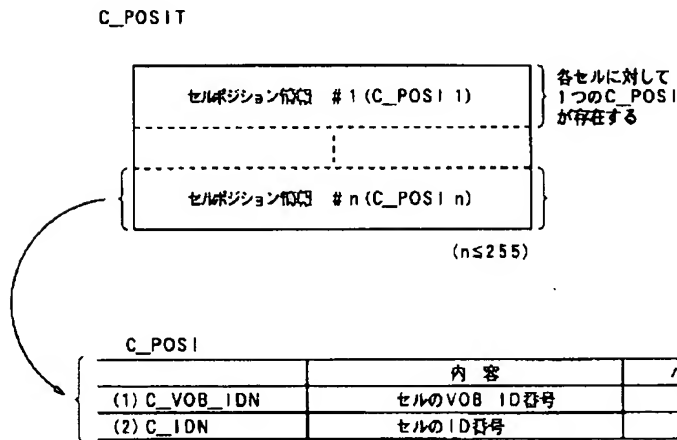 C_POSIT
セルポジション情報 #1(C_POSI 1)
各セルに対して
1つのC_POSI
が存在する
セルポジション情報 #n(C_POSI n)
(n≦255)
C_POSI
内 容
(1) C_VOB_IDN セルのVOB ID番号
(2) C_IDN セルのID番号